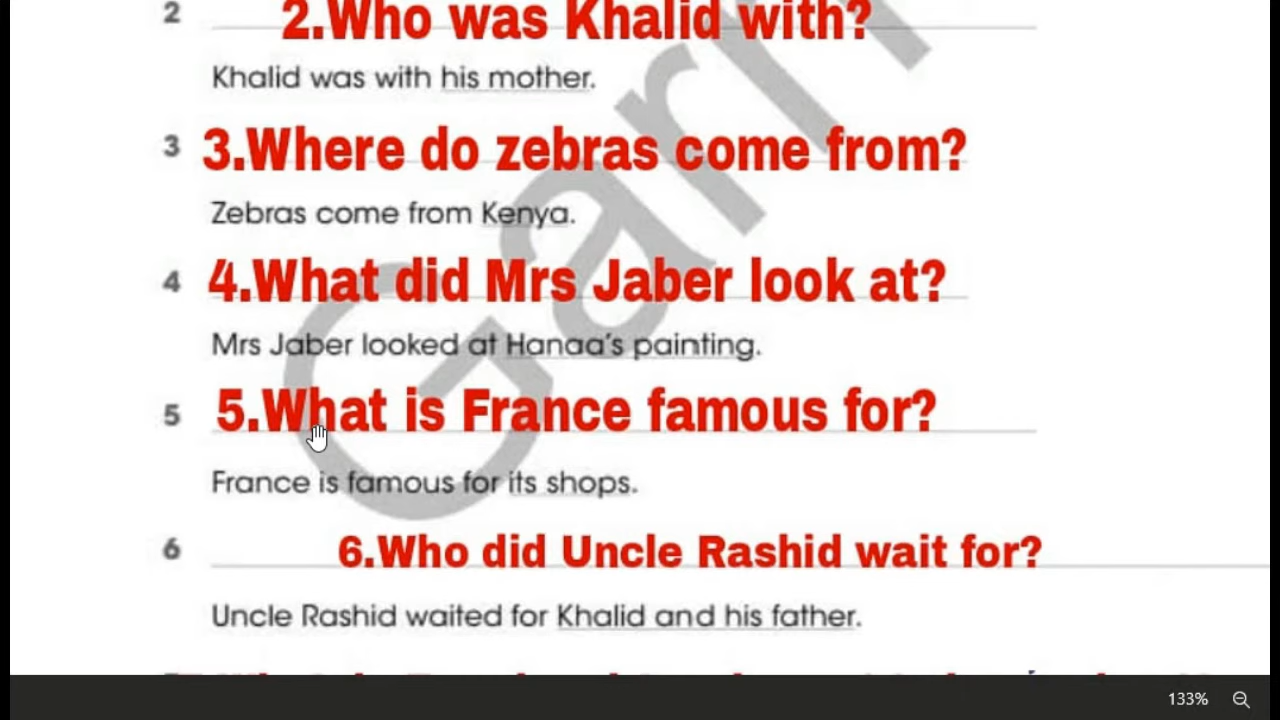 2 2.Who was Khalid with?
Khalid was with his mother.
3 3.Where do zebras come from?
Zebras come from Kenya.
4 4.What did Mrs Jaber look at?
Mrs Jaber looked at Hanaa's painting.
5 5.What is France famous for?
France is famous for its shops.
6 6.Who did Uncle Rashid wait for?
Uncle Rashid waited for Khalid and his father.
133%